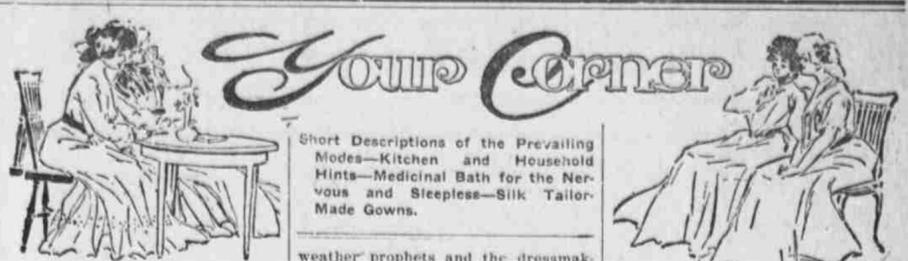 Your Corner
Short Descriptions of the Prevailing
Modes—Kitchen and Household
Hints—Medicinal Bath for the Ner-
vous and Sleepless—Silk Tailor-
Made Gowns.
weather prophets and the dressmak-